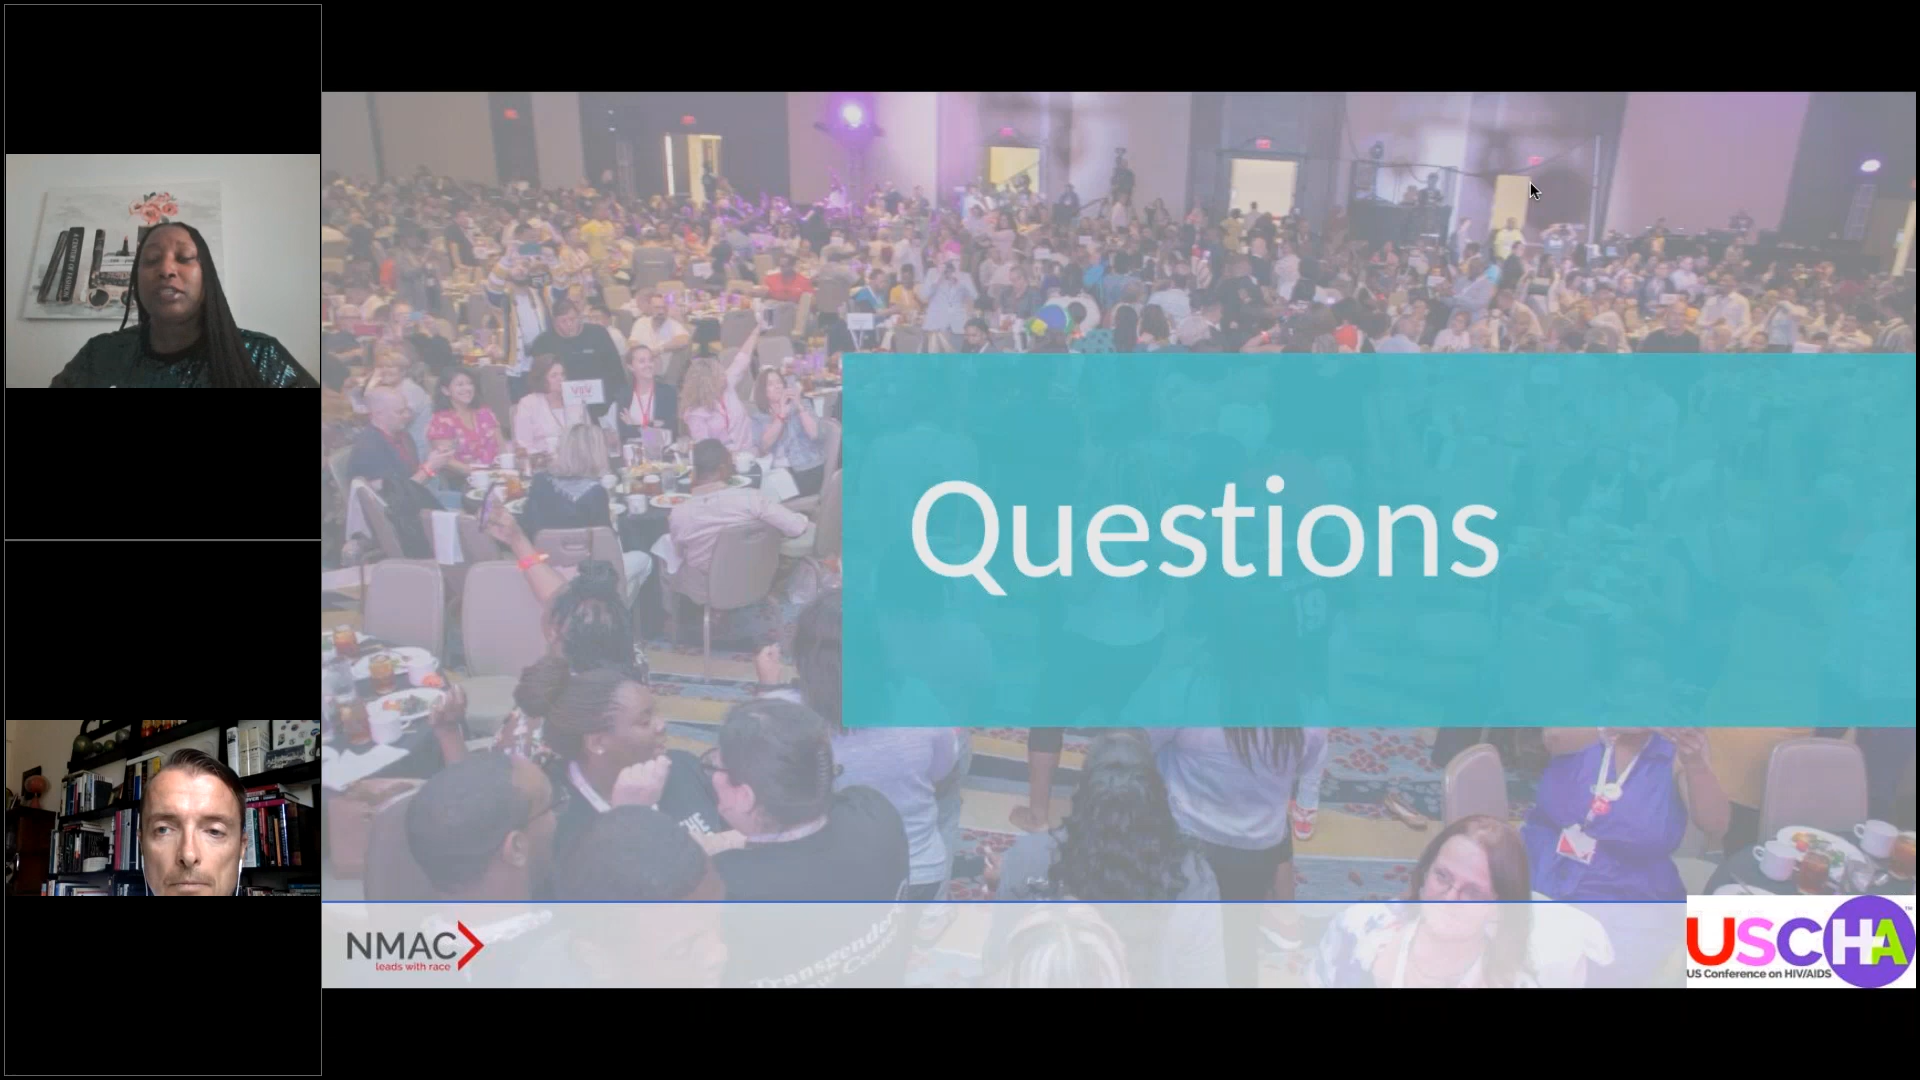 Questions
NMAC
leads with race
USCHA
US Conference on HIV/AIDS